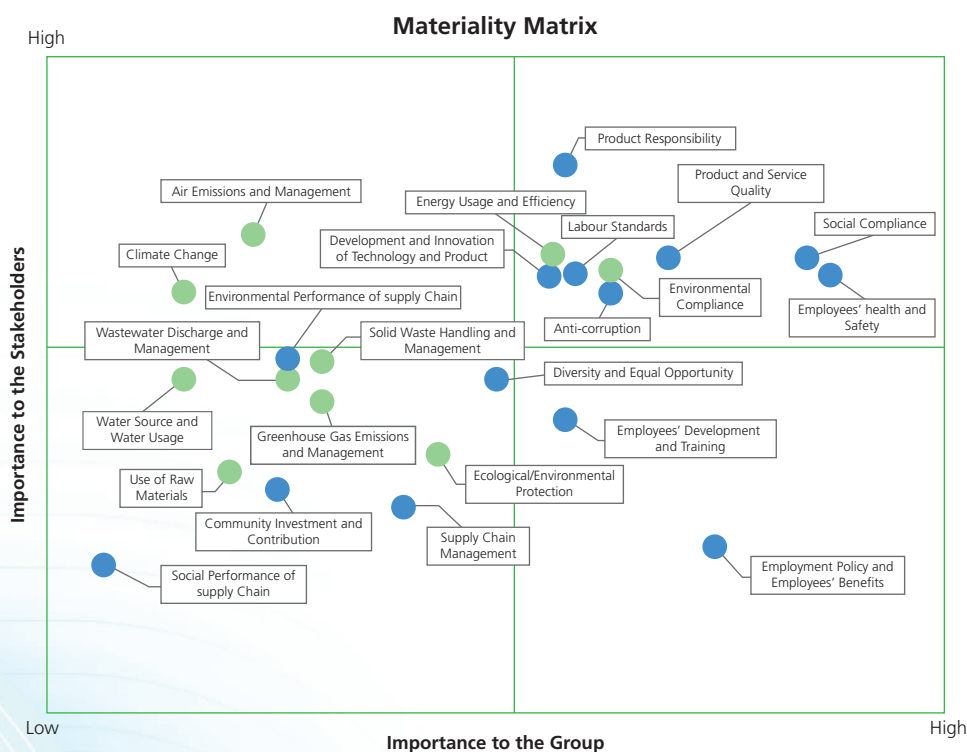 Materiality Matrix
High
Product Responsibility
Product and Service
Quality
Air Emissions and Management
Energy Usage and Efficiency
Labour Standards
Social Compliance
Development and Innovation
of Technology and Product
Climate Change
Environmental Performance of supply Chain
Environmental
Compliance
Employees' health and
Safety
Anti-corruption
Wastewater Discharge and
Management
Solid Waste Handling and
Management
Diversity and Equal Opportunity
Water Source and
Water Usage
Greenhouse Gas Emissions
and Management
Employees' Development
and Training
Use of Raw
Materials
Ecological/Environmental
Protection
Community Investment and
Contribution
Supply Chain
Management
Social Performance of
supply Chain
Employment Policy and
Employees' Benefits
Importance to the Stakeholders
Low
Importance to the Group
High